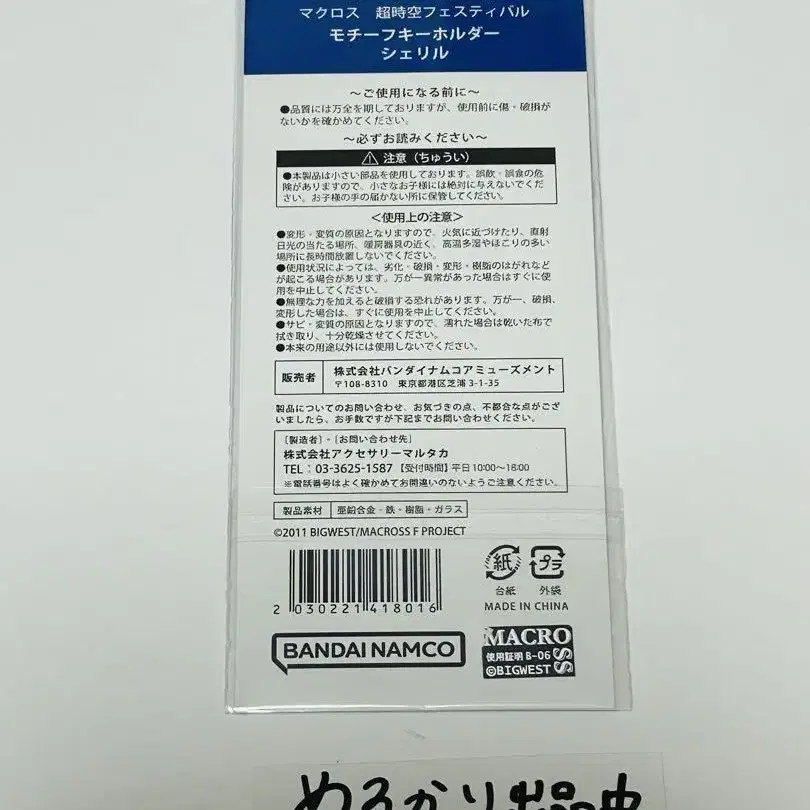 マクロス 超時空フェスティバル
モチーフキーホルダー
シェリル
～ご使用になる前に～
●品質には万全を期しておりますが、使用前に傷・破損が
ないかを確かめてください。
～必ずお読みください～
注意（ちゅうい）
●本製品は小さい部品を使用しております。誤飲・誤食の危
険がありますので、小さなお子様には絶対に与えないでくだ
さい。お子様の手の届かない所に保管してください。
＜使用上の注意＞
●変形・変質の原因となりますので、火気に近づけたり、直射
日光の当たる場所、暖房器具の近く、高温多湿やほこりの多い
場所に長時間放置しないでください。
●使用状況によっては、劣化・破損・変形・樹脂のはがれなど
が起こる場合があります。万が一異常があった場合はすぐに使
用を中止してください。
●無理な力を加えると破損する恐れがあります。万が一、破損、
変形した場合は、すぐに使用を中止してください。
●サビ・変質の原因となりますので、濡れた場合は乾いた布で
拭き取り、十分乾燥させてください。
●本来の用途以外には使用しないでください。
販売者 株式会社バンダイナムコアミューズメント
〒108-8310 東京都港区芝浦3-1-35
製品についてのお問い合わせ、お気づきの点、不都合な点がござ
いましたら、お手数ですが下記までお問い合わせください。
［製造者］・［お問い合わせ先］
株式会社アクセサリーマルタカ
TEL：03-3625-1587 【受付時間】平日10:00～18:00
※電話番号はよく確かめてお間違いのないようご注意ください。
製品素材 亜鉛合金・鉄・樹脂・ガラス
©2011 BIGWEST/MACROSS F PROJECT
2 030221 418016
紙 プラ
台紙 外袋
MADE IN CHINA
BANDAI NAMCO
MACROSS
使用証明 B-06
©BIGWEST
めるかり出品中